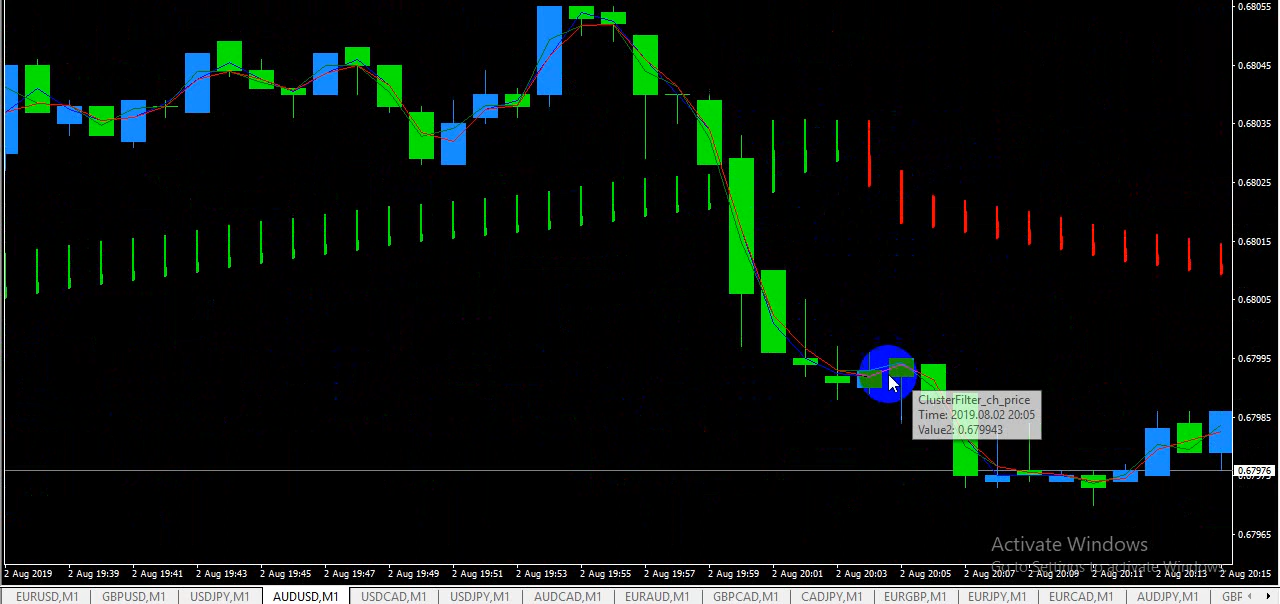 0.68055
0.68045
0.68035
0.68025
0.68015
0.68005
0.67995
ClusterFilter_ch_price
Time: 2019.08.02 20:05
Value2: 0.679943
0.67985
0.67976
0.67965
Activate Windows
Go to Settings to activate Windows.
2 Aug 2019 2 Aug 19:39 2 Aug 19:41 2 Aug 19:43 2 Aug 19:45 2 Aug 19:47 2 Aug 19:49 2 Aug 19:51 2 Aug 19:53 2 Aug 19:55 2 Aug 19:57 2 Aug 19:59 2 Aug 20:01 2 Aug 20:03 2 Aug 20:05 2 Aug 20:07 2 Aug 20:09 2 Aug 20:11 2 Aug 20:13 2 Aug 20:15
EURUSD,M1 GBPUSD,M1 USDJPY,M1 AUDUSD,M1 USDCAD,M1 USDJPY,M1 AUDCAD,M1 EURAUD,M1 GBPCAD,M1 CADJPY,M1 EURGBP,M1 EURJPY,M1 EURCAD,M1 AUDJPY,M1 GBP